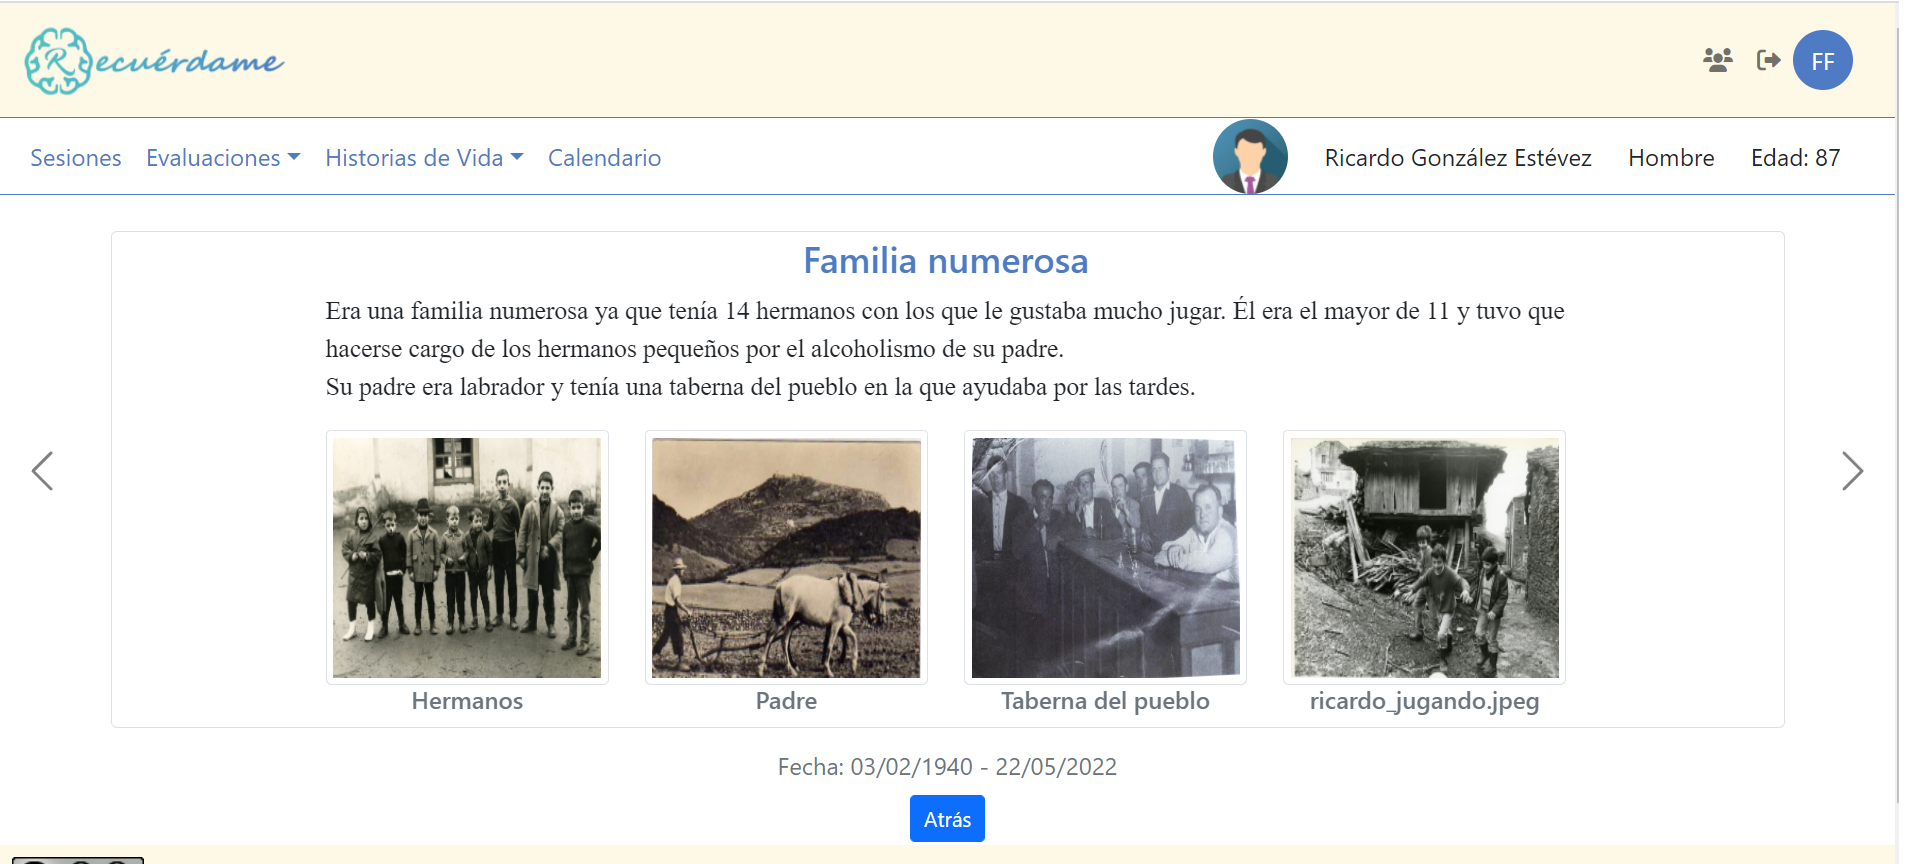 Recuérdame
FF
Sesiones Evaluaciones Historias de Vida Calendario Ricardo González Estévez Hombre Edad: 87
Familia numerosa
Era una familia numerosa ya que tenía 14 hermanos con los que le gustaba mucho jugar. Él era el mayor de 11 y tuvo que
hacerse cargo de los hermanos pequeños por el alcoholismo de su padre.
Su padre era labrador y tenía una taberna del pueblo en la que ayudaba por las tardes.
Hermanos Padre Taberna del pueblo ricardo_jugando.jpeg
Fecha: 03/02/1940 - 22/05/2022
Atrás